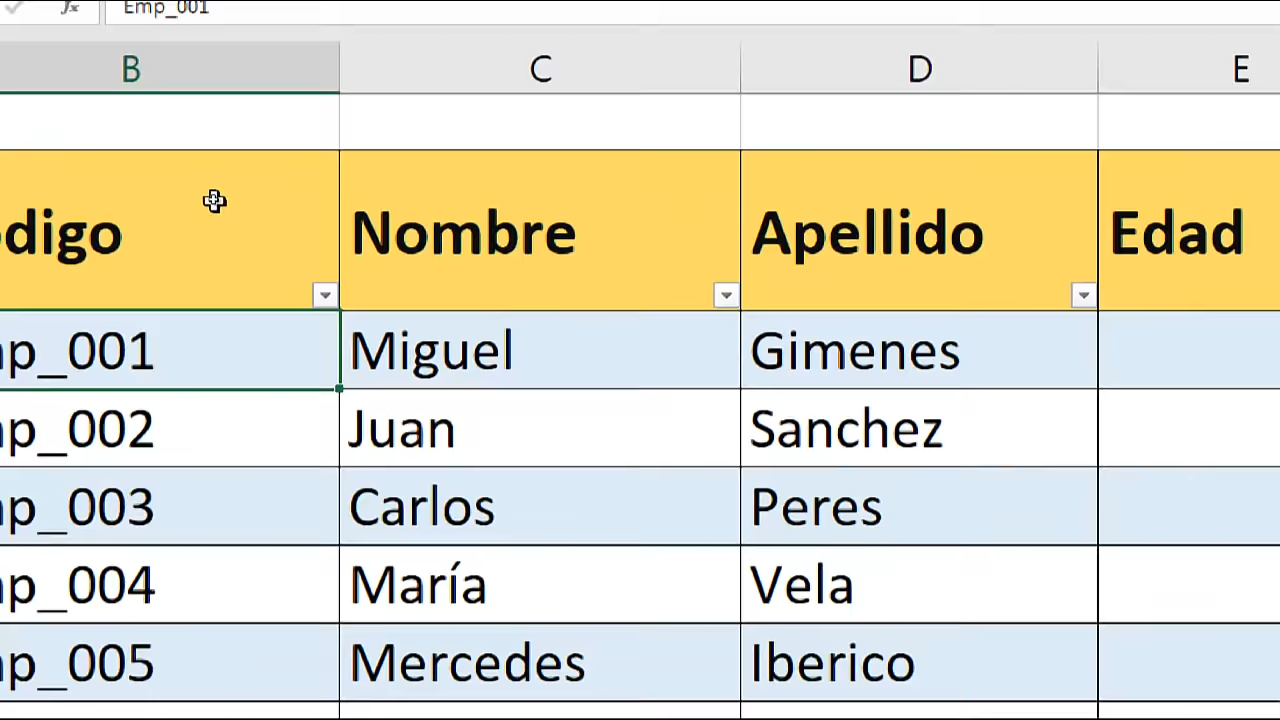 fx Emp_001
B C D E
digo Nombre Apellido Edad
p_001 Miguel Gimenes
p_002 Juan Sanchez
p_003 Carlos Peres
p_004 María Vela
p_005 Mercedes Iberico